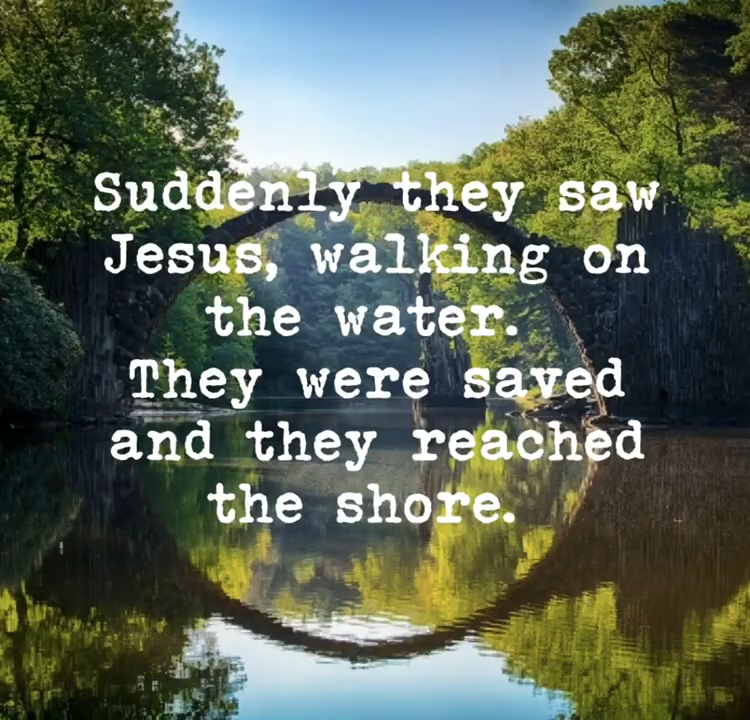 Suddenly they saw
Jesus, walking on
the water.
They were saved
and they reached
the shore.